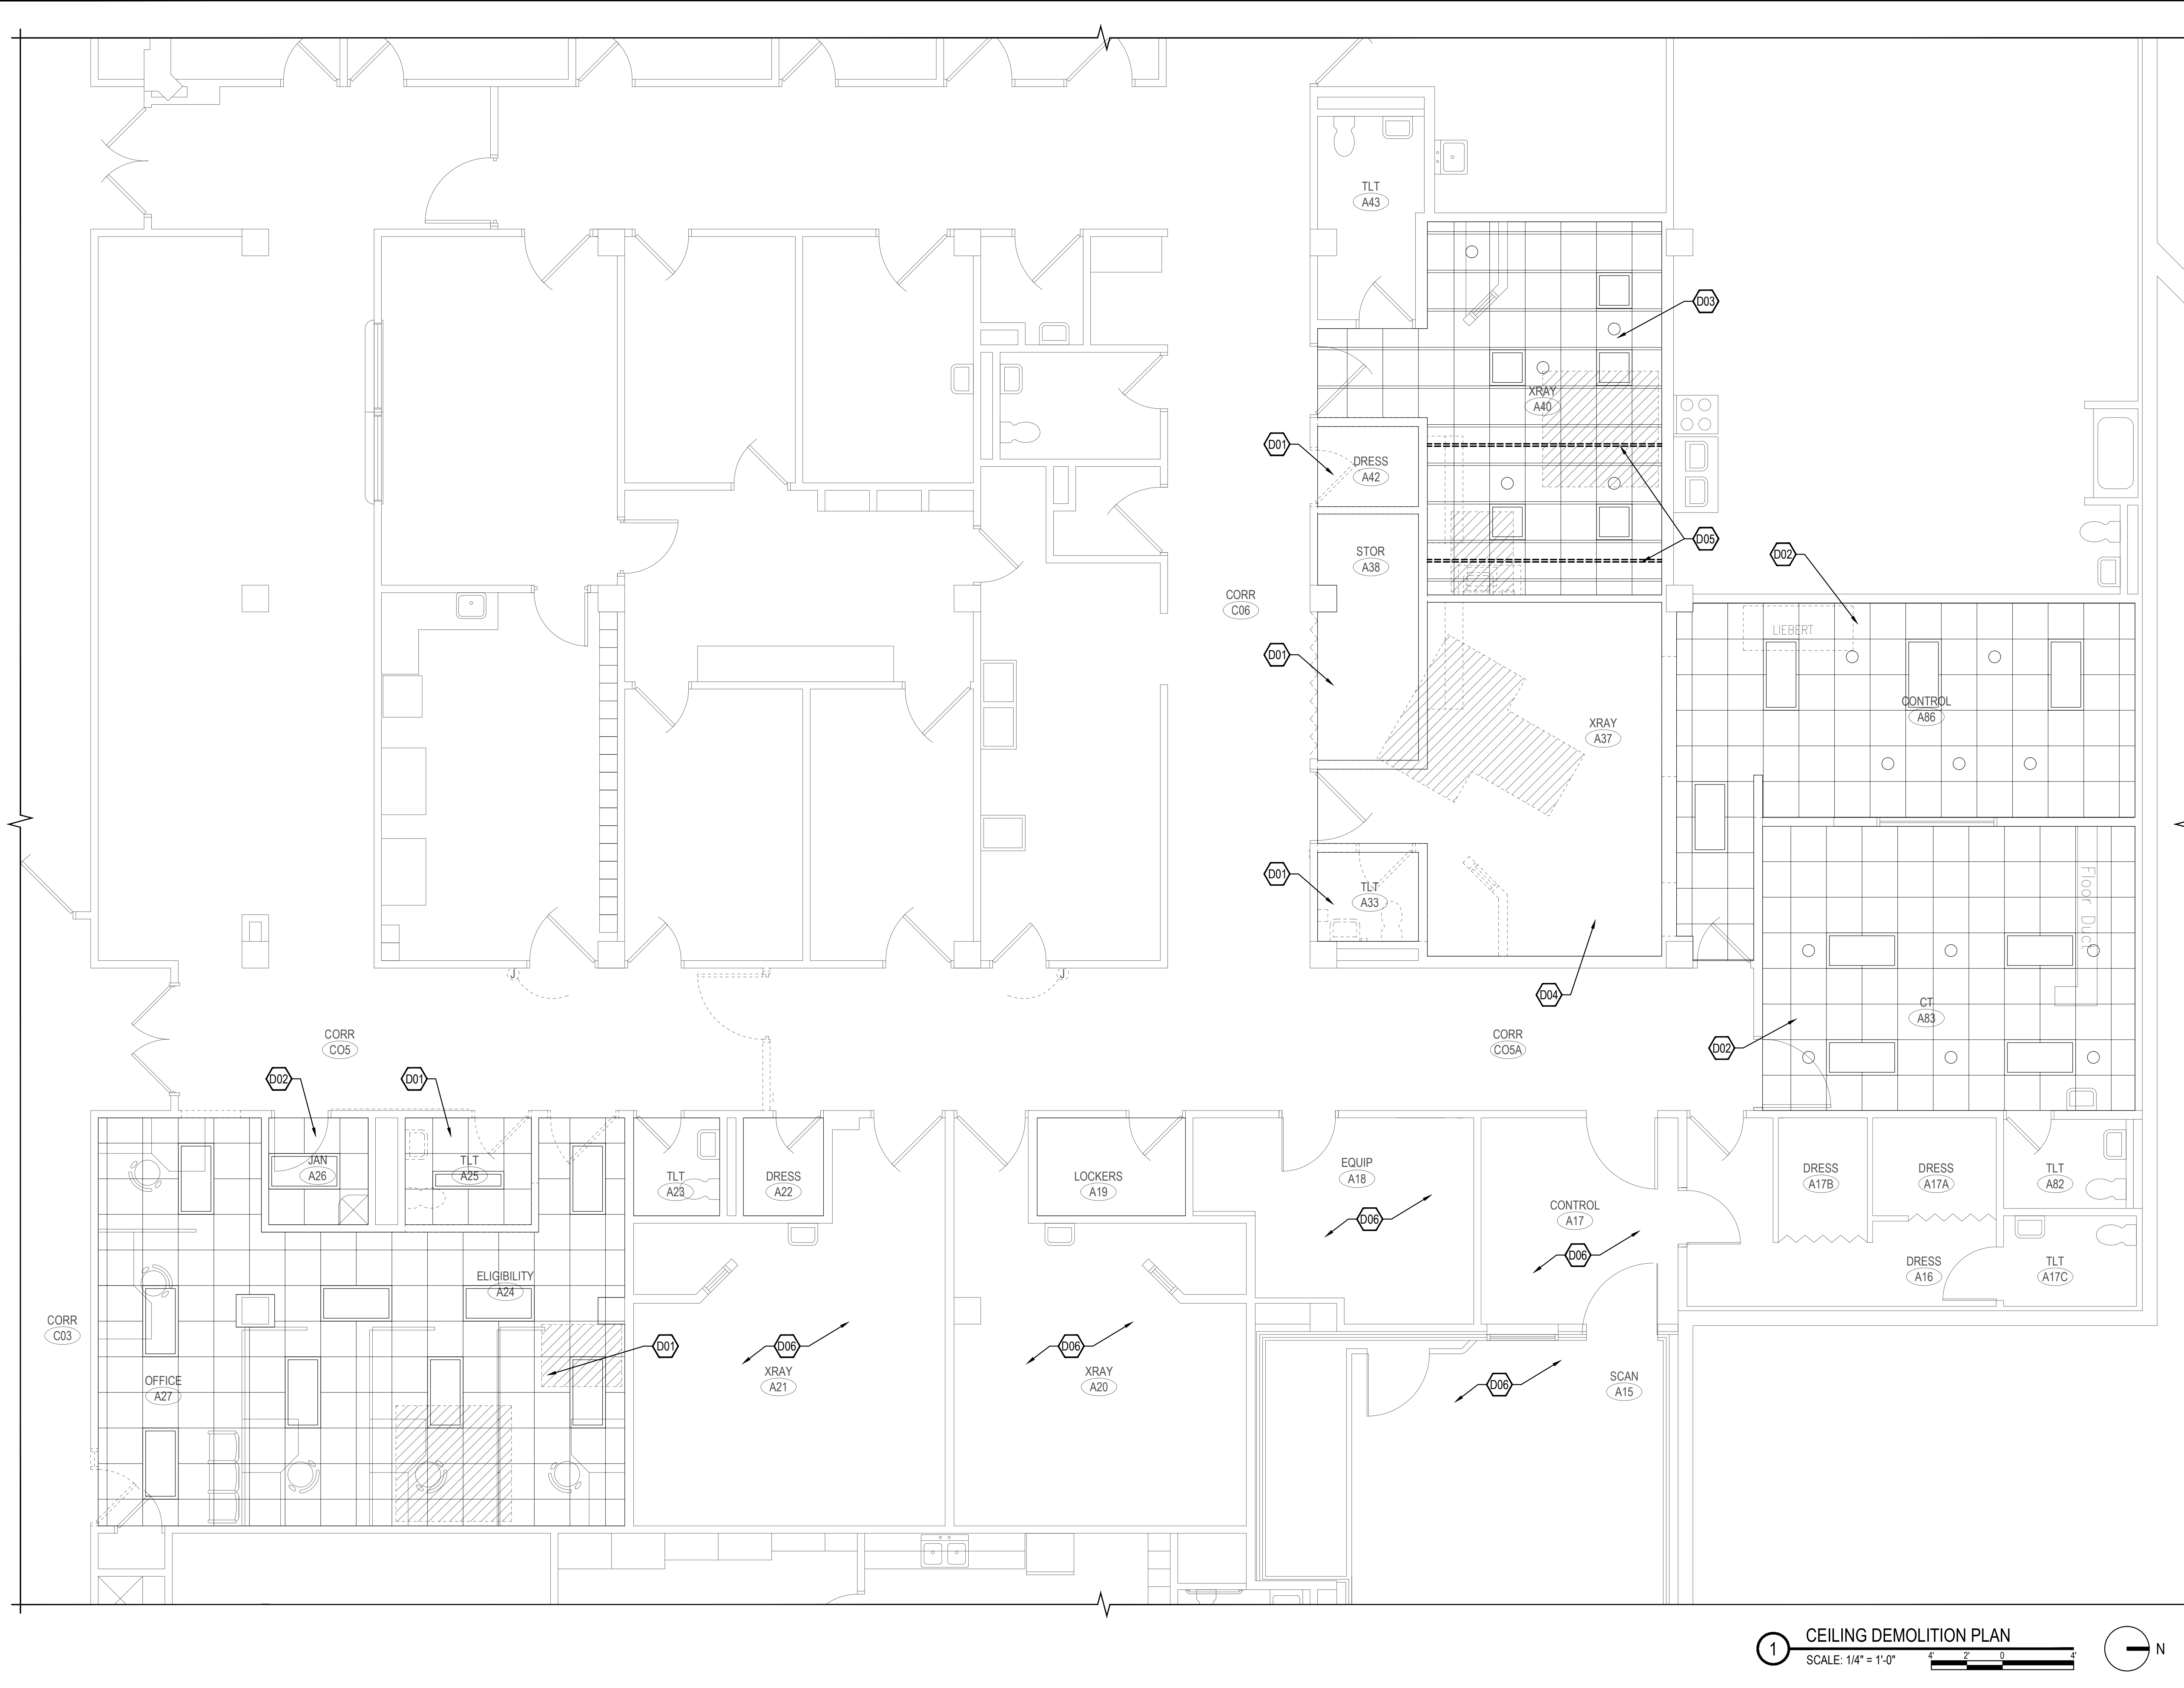 TLT
A43
D03
XRAY
A40
D01
DRESS
A42
STOR
A38
D05
D02
CORR
C06
LIEBERT
D01
CONTROL
A86
XRAY
A37
D01
TLT
A33
Floor Duct
J
J
D04
CT
A83
CORR
CO5
CORR
CO5A
D02
D02
D01
JAN
A26
TLT
A25
TLT
A23
DRESS
A22
LOCKERS
A19
EQUIP
A18
D06
CONTROL
A17
D06
DRESS
A17B
DRESS
A17A
TLT
A82
DRESS
A16
TLT
A17C
ELIGIBILITY
A24
CORR
C03
D01
D06
D06
OFFICE
A27
XRAY
A21
XRAY
A20
D06
SCAN
A15
1
CEILING DEMOLITION PLAN
SCALE: 1/4" = 1'-0"
4' 2' 0 4'
N